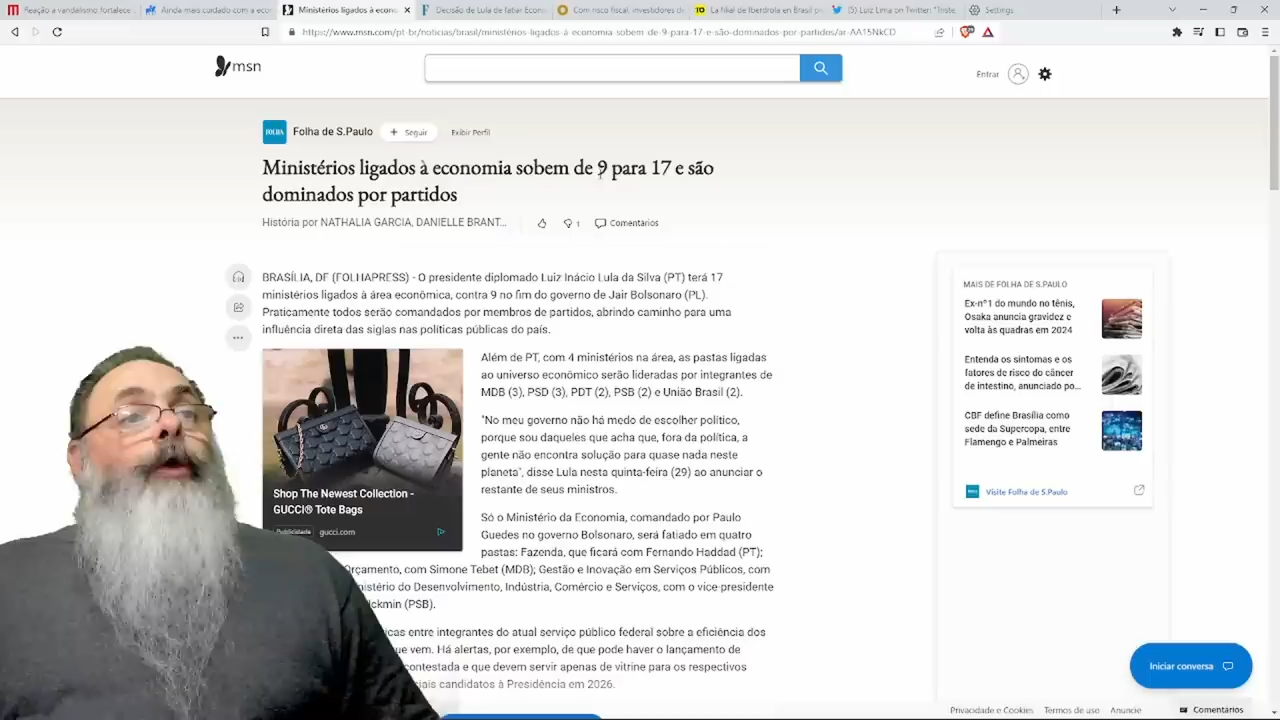 Reação a vandalismo fortalece
Ainda mais cuidado com a eco
Ministérios ligados à econo
Decisão de Lula de fatiar Econo
Com risco fiscal, investidores de
La filial de Iberdrola en Brasil p
(5) Luiz Lima on Twitter: "Triste
Settings
https://www.msn.com/pt-br/noticias/brasil/ministérios-ligados-à-economia-sobem-de-9-para-17-e-são-dominados-por-partidos/ar-AA15NkCD
msn
Entrar
FOLHA
Folha de S.Paulo
+ Seguir
Exibir Perfil
Ministérios ligados à economia sobem de 9 para 17 e são
dominados por partidos
História por NATHALIA GARCIA, DANIELLE BRANT...
1
Comentários
BRASÍLIA, DF (FOLHAPRESS) - O presidente diplomado Luiz Inácio Lula da Silva (PT) terá 17
ministérios ligados à área econômica, contra 9 no fim do governo de Jair Bolsonaro (PL).
Praticamente todos serão comandados por membros de partidos, abrindo caminho para uma
influência direta das siglas nas políticas públicas do país.
Além de PT, com 4 ministérios na área, as pastas ligadas
ao universo econômico serão lideradas por integrantes de
MDB (3), PSD (3), PDT (2), PSB (2) e União Brasil (2).
"No meu governo não há medo de escolher político,
porque sou daqueles que acha que, fora da política, a
gente não encontra solução para quase nada neste
planeta", disse Lula nesta quinta-feira (29) ao anunciar o
restante de seus ministros.
Shop The Newest Collection -
GUCCI® Tote Bags
Publicidade
gucci.com
Só o Ministério da Economia, comandado por Paulo
Guedes no governo Bolsonaro, será fatiado em quatro
pastas: Fazenda, que ficará com Fernando Haddad (PT);
Orçamento, com Simone Tebet (MDB); Gestão e Inovação em Serviços Públicos, com
istério do Desenvolvimento, Indústria, Comércio e Serviços, com o vice-presidente
ckmin (PSB).
icas entre integrantes do atual serviço público federal sobre a eficiência dos
ue vem. Há alertas, por exemplo, de que pode haver o lançamento de
contestada e que devem servir apenas de vitrine para os respectivos
iais candidatos à Presidência em 2026.
MAIS DE FOLHA DE S.PAULO
Ex-nº1 do mundo no tênis,
Osaka anuncia gravidez e
volta às quadras em 2024
Entenda os sintomas e os
fatores de risco do câncer
de intestino, anunciado po...
CBF define Brasília como
sede da Supercopa, entre
Flamengo e Palmeiras
Visite Folha de S.Paulo
Iniciar conversa
Privacidade e Cookies
Termos de uso
Anuncie
Comentários